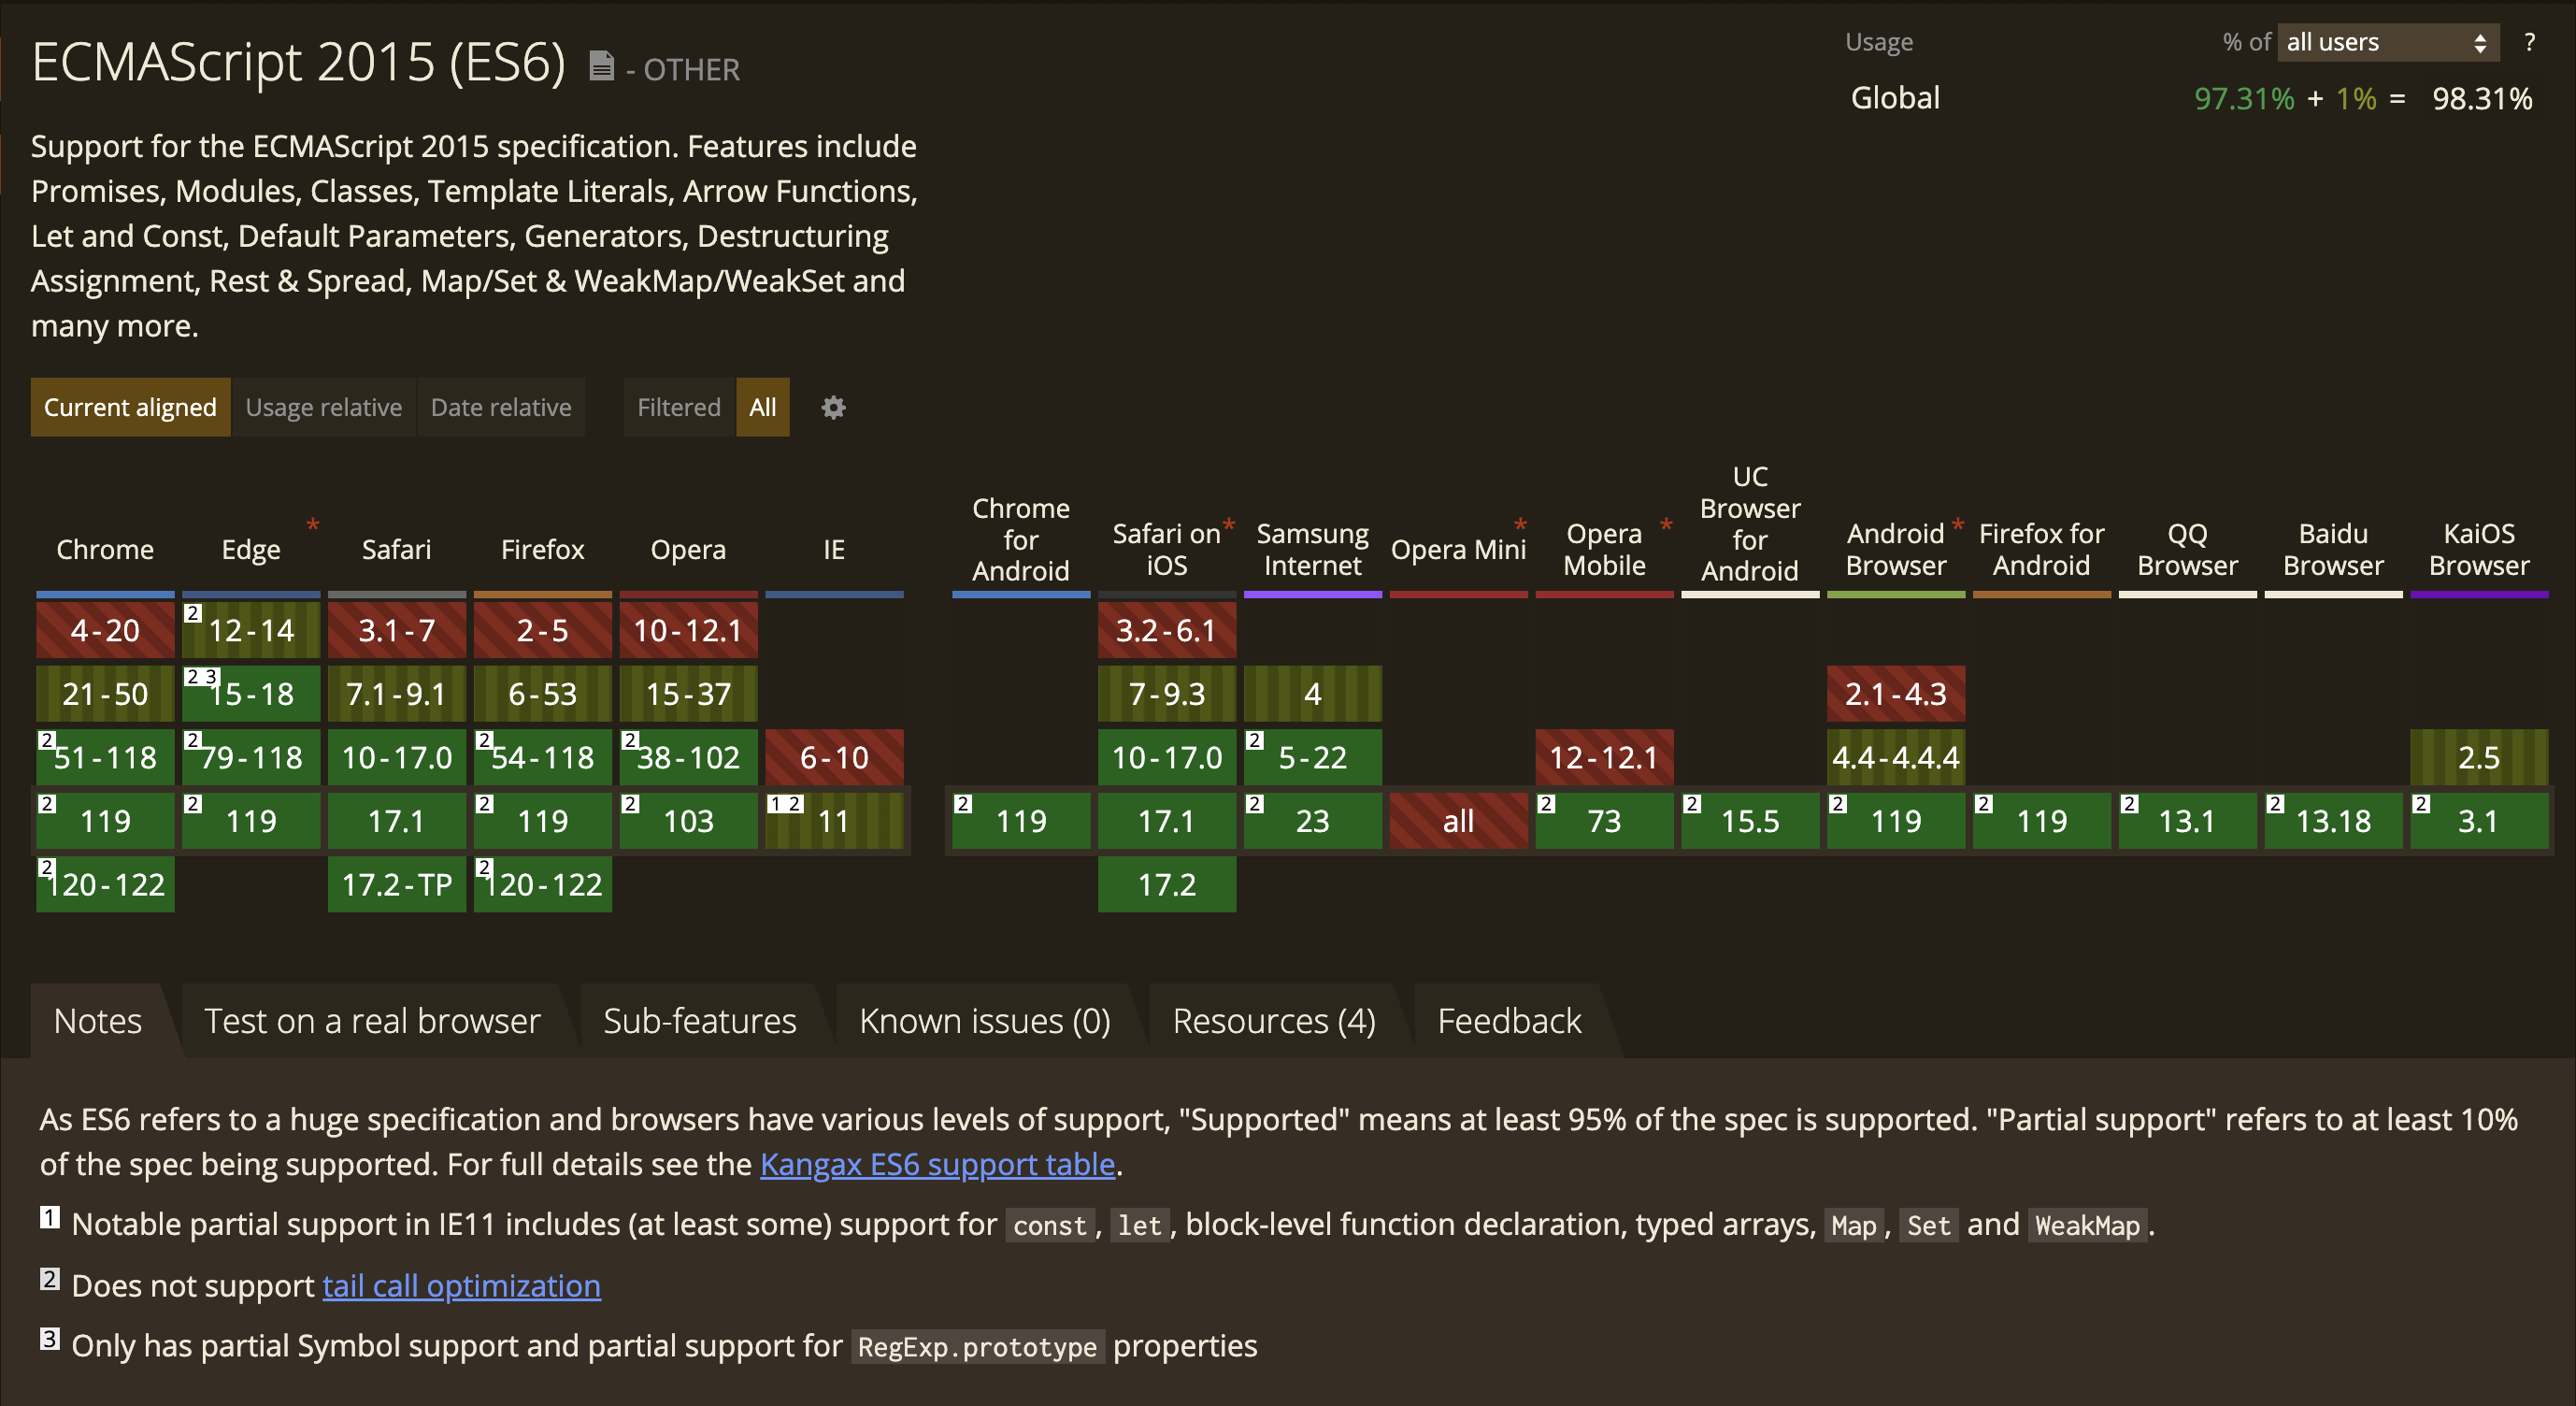 ECMAScript 2015 (ES6) - OTHER
Usage % of all users ?
Global 97.31% + 1% = 98.31%
Support for the ECMAScript 2015 specification. Features include
Promises, Modules, Classes, Template Literals, Arrow Functions,
Let and Const, Default Parameters, Generators, Destructuring
Assignment, Rest & Spread, Map/Set & WeakMap/WeakSet and
many more.
Current aligned Usage relative Date relative Filtered All
Chrome Edge * Safari Firefox Opera IE Chrome for Android Safari on iOS * Samsung Internet Opera Mini * Opera Mobile * UC Browser for Android Android Browser * Firefox for Android QQ Browser Baidu Browser KaiOS Browser
4-20 2 12-14 3.1-7 2-5 10-12.1 3.2-6.1
21-50 2 3 15-18 7.1-9.1 6-53 15-37 7-9.3 4 2.1-4.3
2 51-118 2 79-118 10-17.0 2 54-118 2 38-102 6-10 10-17.0 2 5-22 12-12.1 4.4-4.4.4 2.5
2 119 2 119 17.1 2 119 2 103 1 2 11 2 119 17.1 2 23 all 2 73 2 15.5 2 119 2 119 2 13.1 2 13.18 2 3.1
2 120-122 17.2-TP 2 120-122 17.2
Notes Test on a real browser Sub-features Known issues (0) Resources (4) Feedback
As ES6 refers to a huge specification and browsers have various levels of support, "Supported" means at least 95% of the spec is supported. "Partial support" refers to at least 10%
of the spec being supported. For full details see the Kangax ES6 support table.
1 Notable partial support in IE11 includes (at least some) support for const, let, block-level function declaration, typed arrays, Map, Set and WeakMap.
2 Does not support tail call optimization
3 Only has partial Symbol support and partial support for RegExp.prototype properties